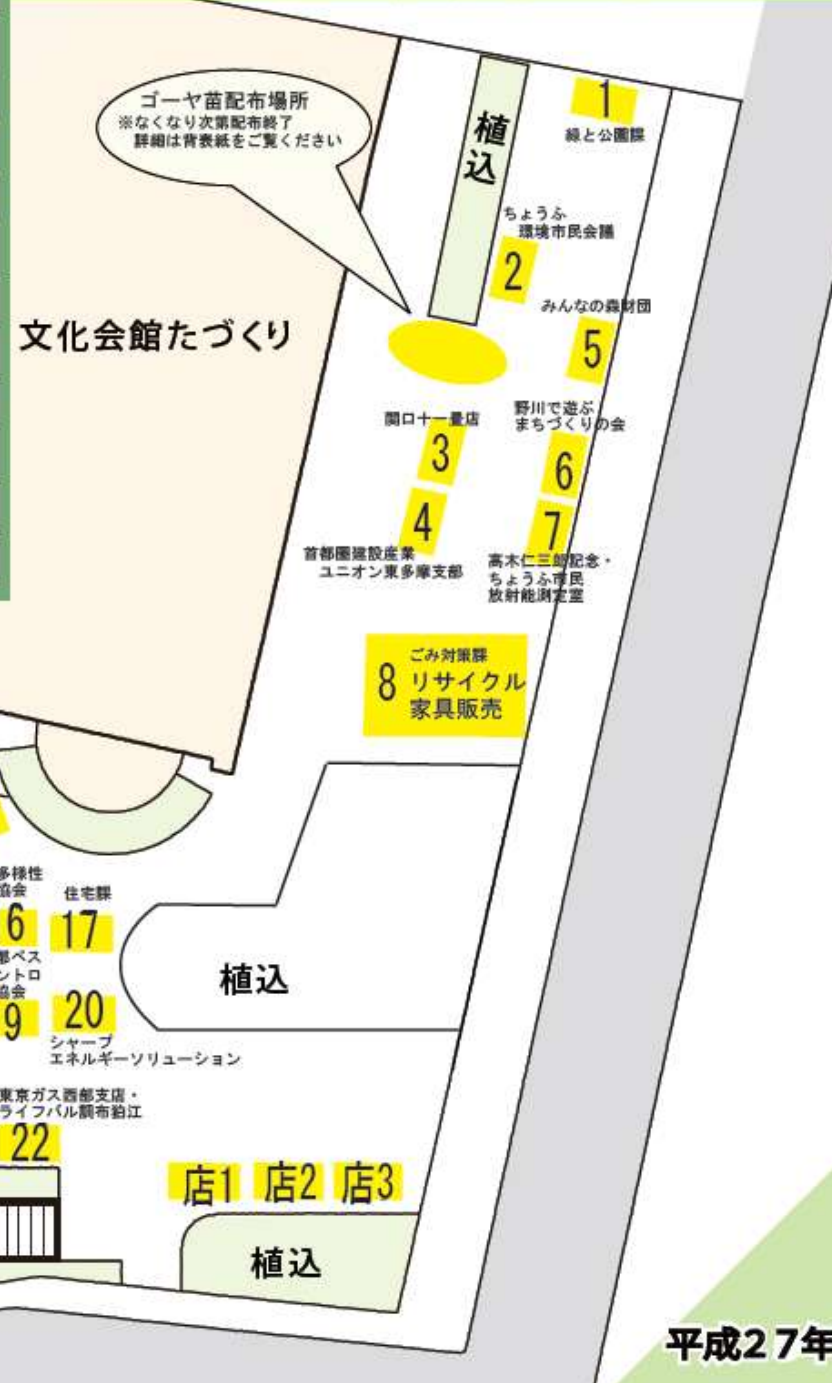 ゴーヤ苗配布場所
※なくなり次第配布終了
詳細は背表紙をご覧ください
植込
1
緑と公園課
ちょうふ
環境市民会議
2
みんなの森財団
5
文化会館たづくり
関口十一畳店
3
野川で遊ぶ
まちづくりの会
6
4
首都圏建設産業
ユニオン東多摩支部
7
高木仁三郎記念・
ちょうふ市民
放射能測定室
8
ごみ対策課
リサイクル
家具販売
多様性
協会
6
住宅課
17
植込
部ペス
ントロ
協会
9
20
シャープ
エネルギーソリューション
東京ガス西部支店・
ライフバル調布狛江
22
店1 店2 店3
植込
平成27年